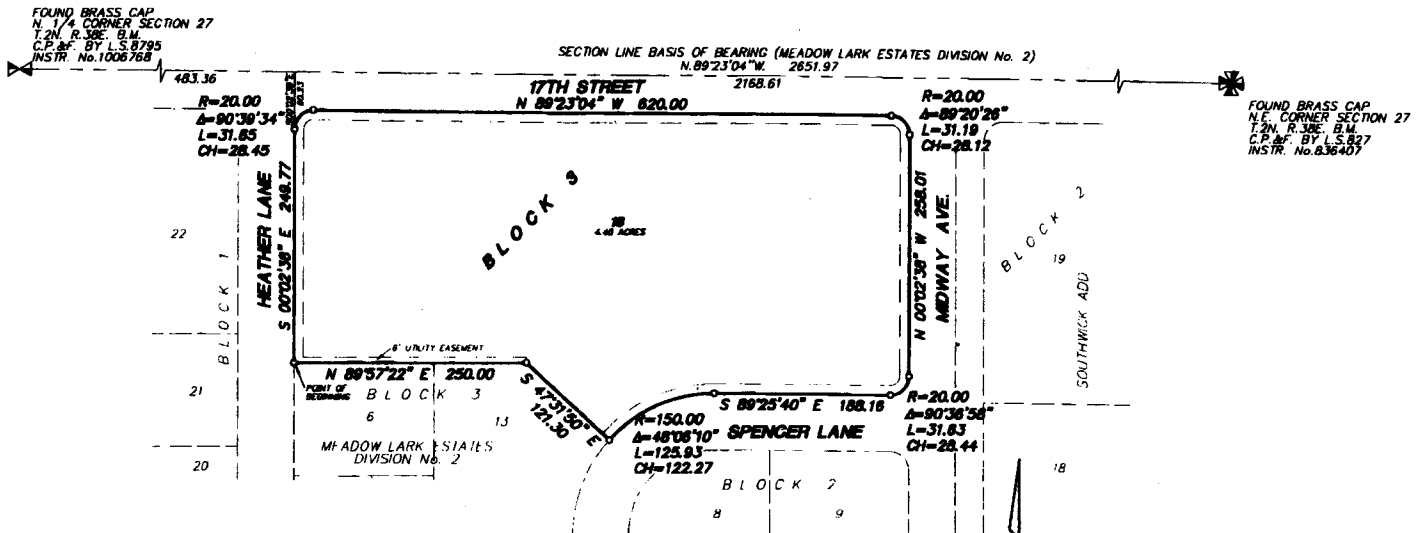 FOUND BRASS CAP
N. 1/4 CORNER SECTION 27
T.2N. R.38E. B.M.
C.P.&F. BY L.S.8795
INSTR. No.1006768
SECTION LINE BASIS OF BEARING (MEADOW LARK ESTATES DIVISION No. 2)
N.89°23'04"W. 2651.97
483.36
2168.61
FOUND BRASS CAP
N.E. CORNER SECTION 27
T.2N. R.38E. B.M.
C.P.&F. BY L.S.827
INSTR. No.836407
17TH STREET
N 89°23'04" W 620.00
R=20.00
Δ=90°39'34"
L=31.65
CH=28.45
R=20.00
Δ=89°20'26"
L=31.19
CH=28.12
HEATHER LANE
S 00°02'38" E 249.77
BLOCK 3
18
4.48 ACRES
N 00°02'38" W 258.01
MIDWAY AVE.
BLOCK 2
19
SOUTHWICK ADD
18
22
BLOCK 1
21
20
8' UTILITY EASEMENT
N 89°57'22" E 250.00
POINT OF
BEGINNING
BLOCK 3
6
13
MEADOW LARK ESTATES
DIVISION No. 2
S 47°31'50" E
121.30
R=150.00
Δ=48°06'10"
L=125.93
CH=122.27
S 89°25'40" E 188.16
SPENCER LANE
R=20.00
Δ=90°36'58"
L=31.63
CH=28.44
BLOCK 2
8
9